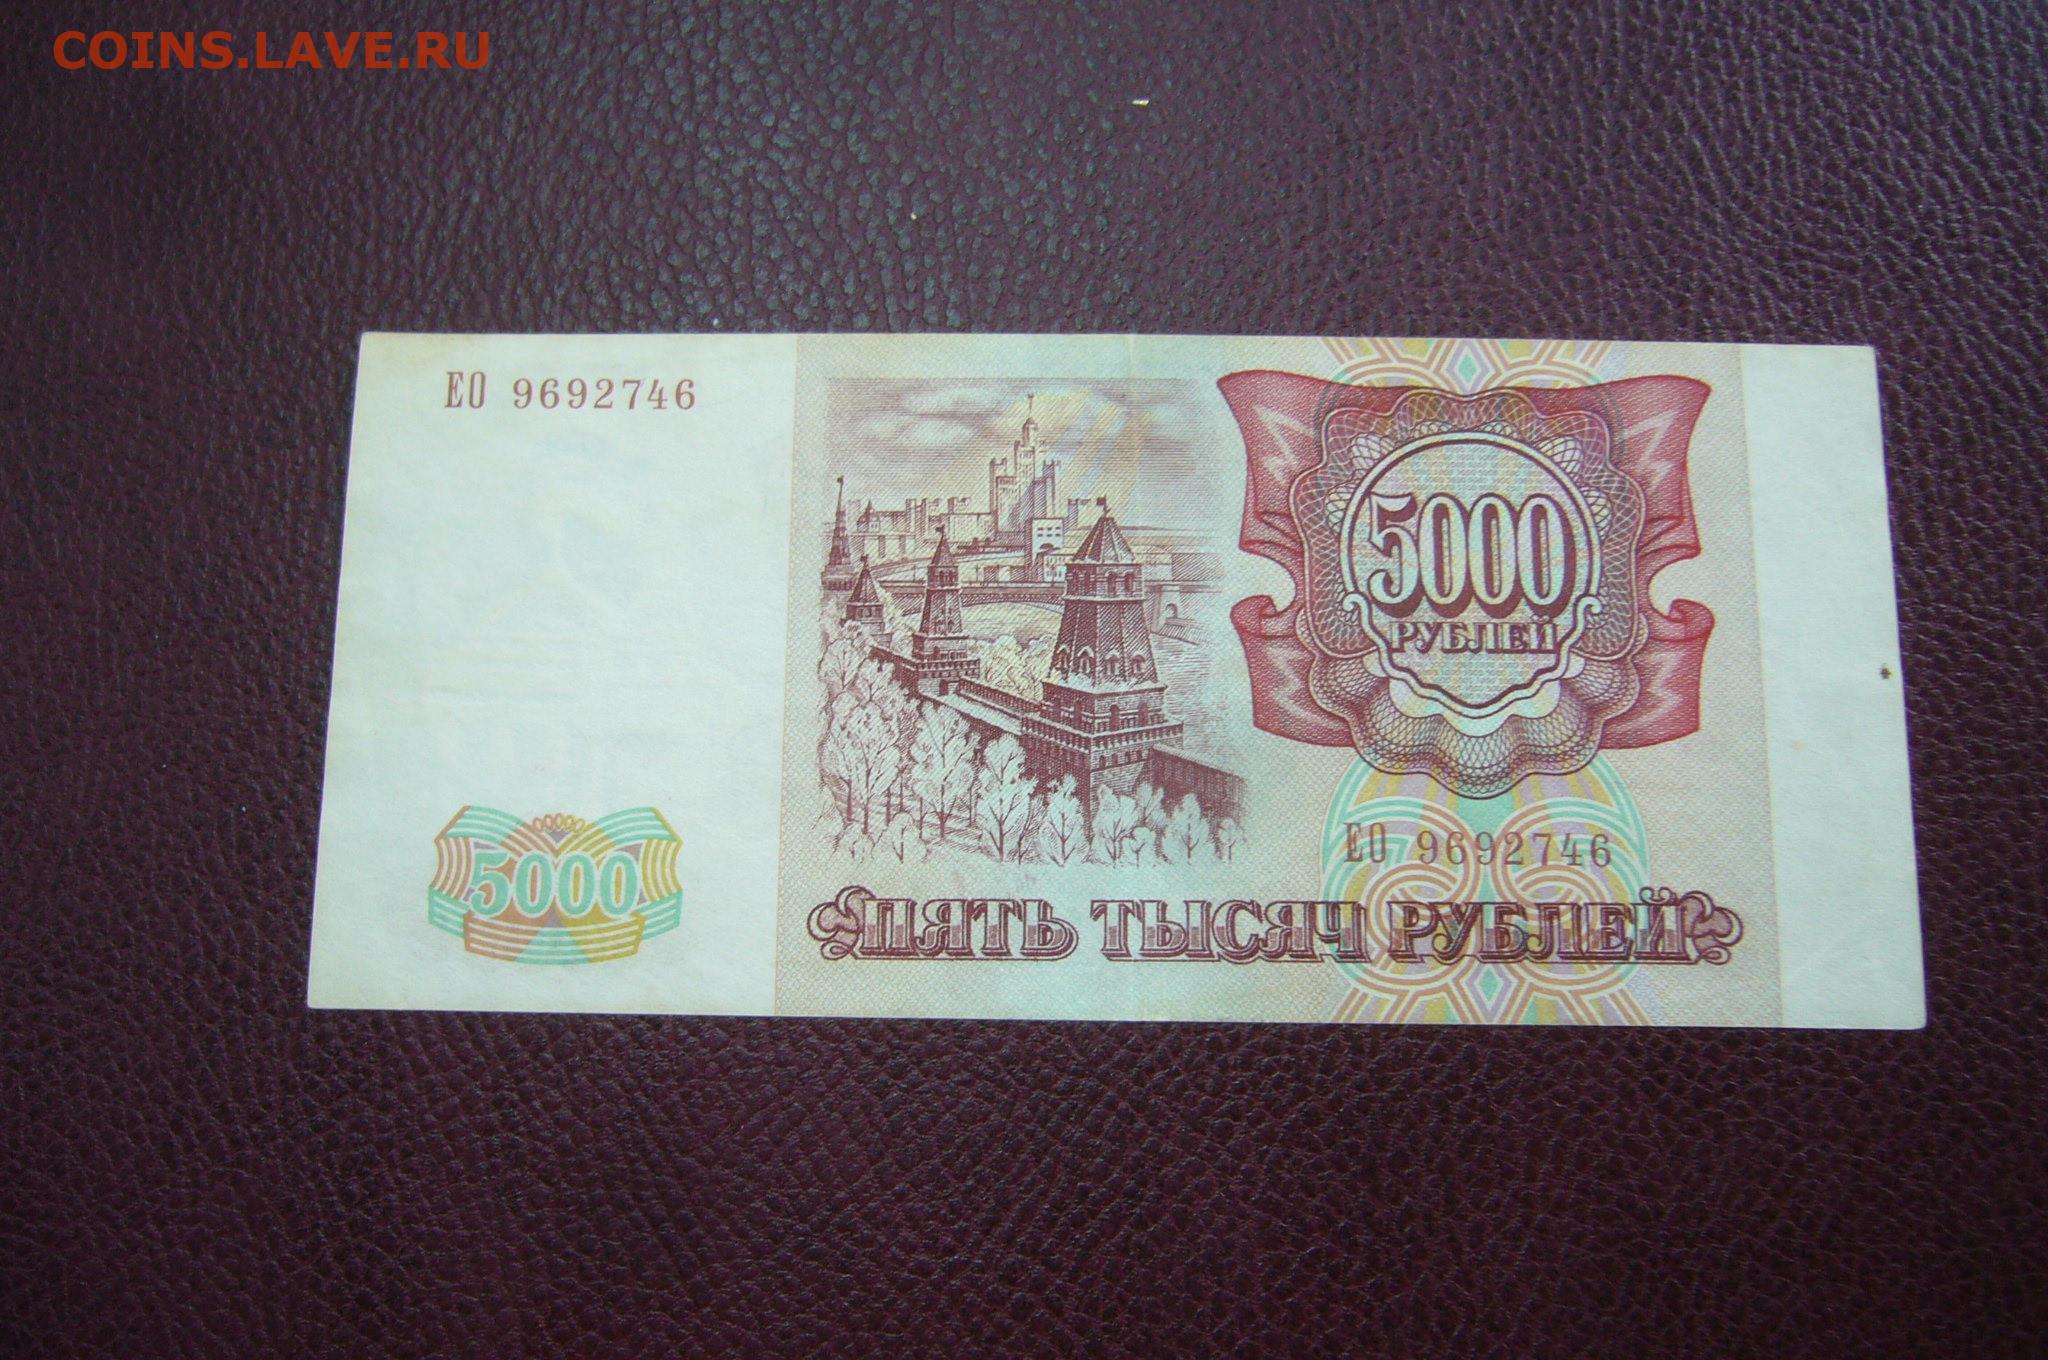 COINS.LAVE.RU
ЕО 9692746
5000
РУБЛЕЙ
5000
ЕО 9692746
ПЯТЬ ТЫСЯЧ РУБЛЕЙ